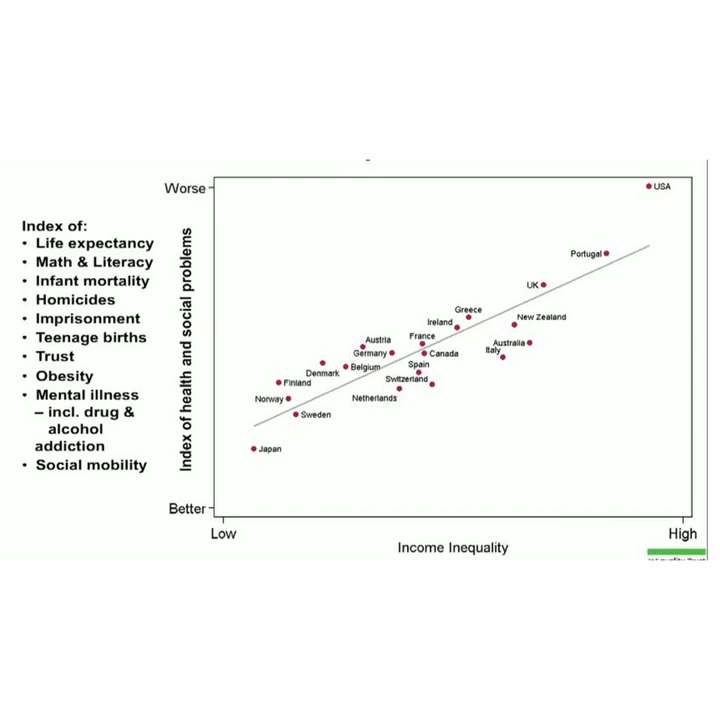 Index of:
• Life expectancy
• Math & Literacy
• Infant mortality
• Homicides
• Imprisonment
• Teenage births
• Trust
• Obesity
• Mental illness
– incl. drug &
alcohol
addiction
• Social mobility
Index of health and social problems
Worse
Better
USA
Portugal
UK
Greece
New Zealand
Ireland
Austria
France
Australia
Germany
Canada
Italy
Belgium
Spain
Denmark
Switzerland
Finland
Norway
Netherlands
Sweden
Japan
Low
High
Income Inequality